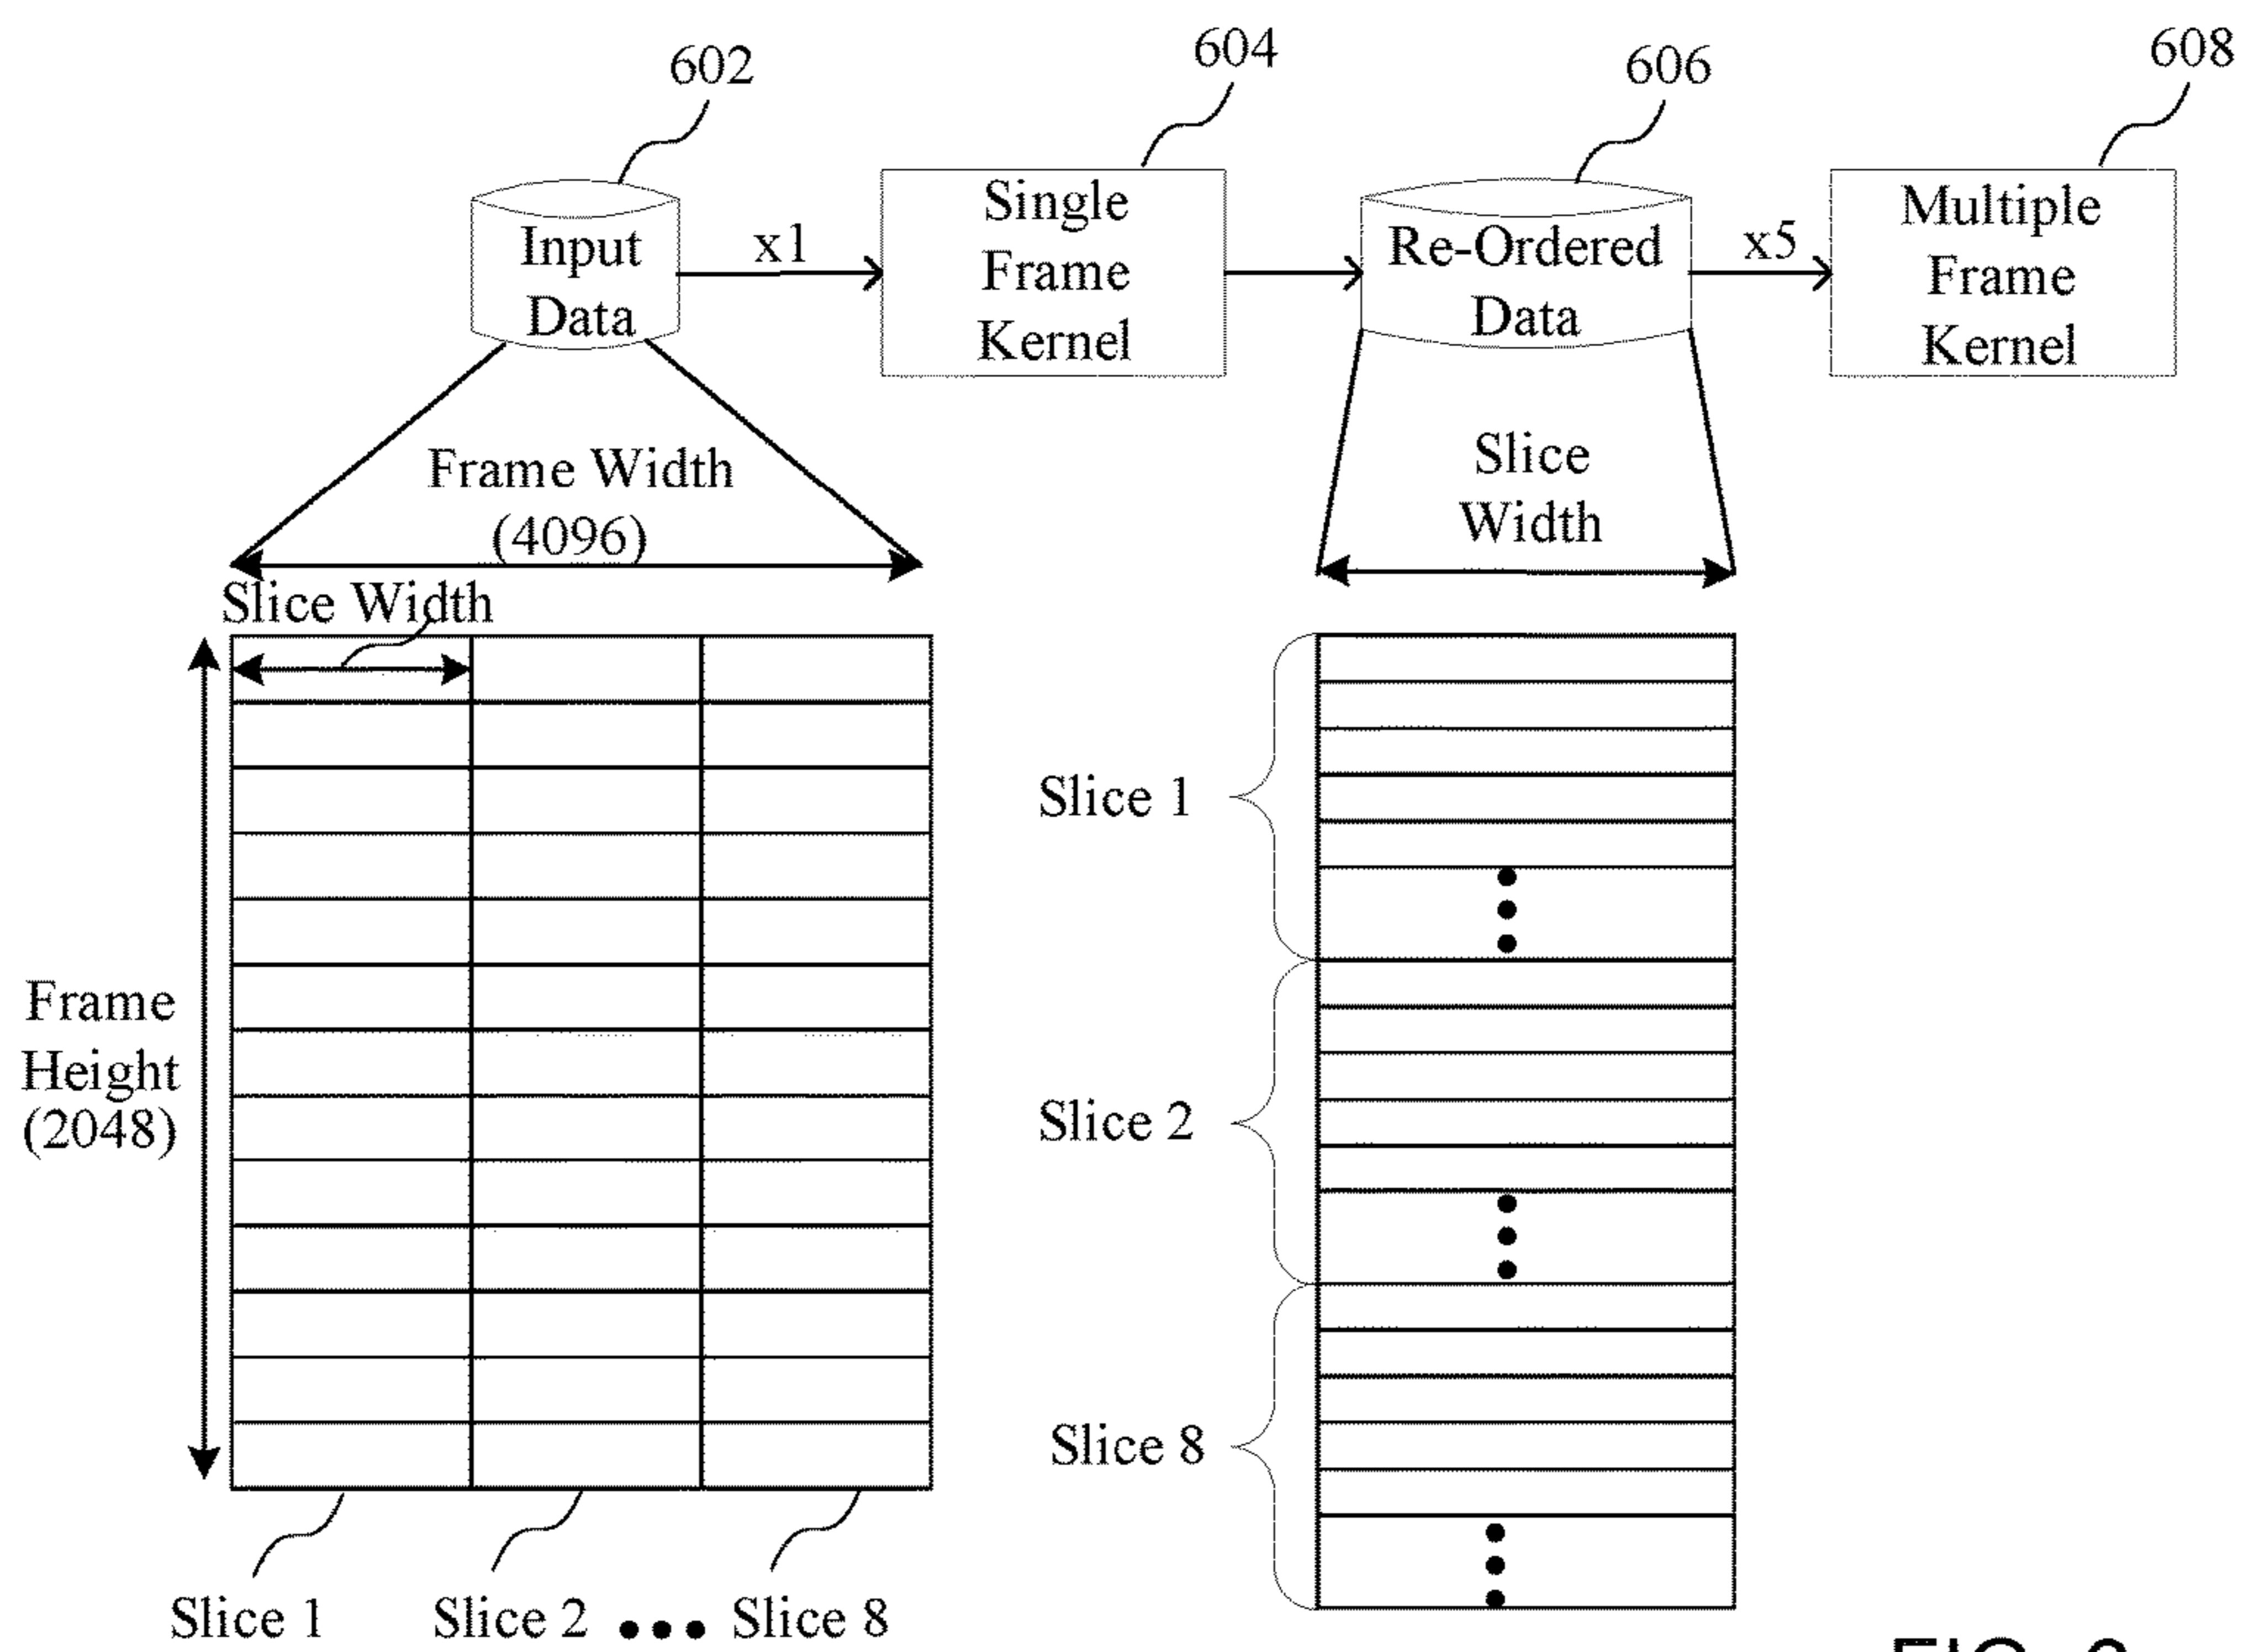 602
604
606
608
Input
Data
x1
Single
Frame
Kernel
Re-Ordered
Data
x5
Multiple
Frame
Kernel
Frame Width
(4096)
Slice Width
Slice
Width
Frame
Height
(2048)
Slice 1
Slice 2
Slice 8
Slice 1
Slice 2 ••• Slice 8